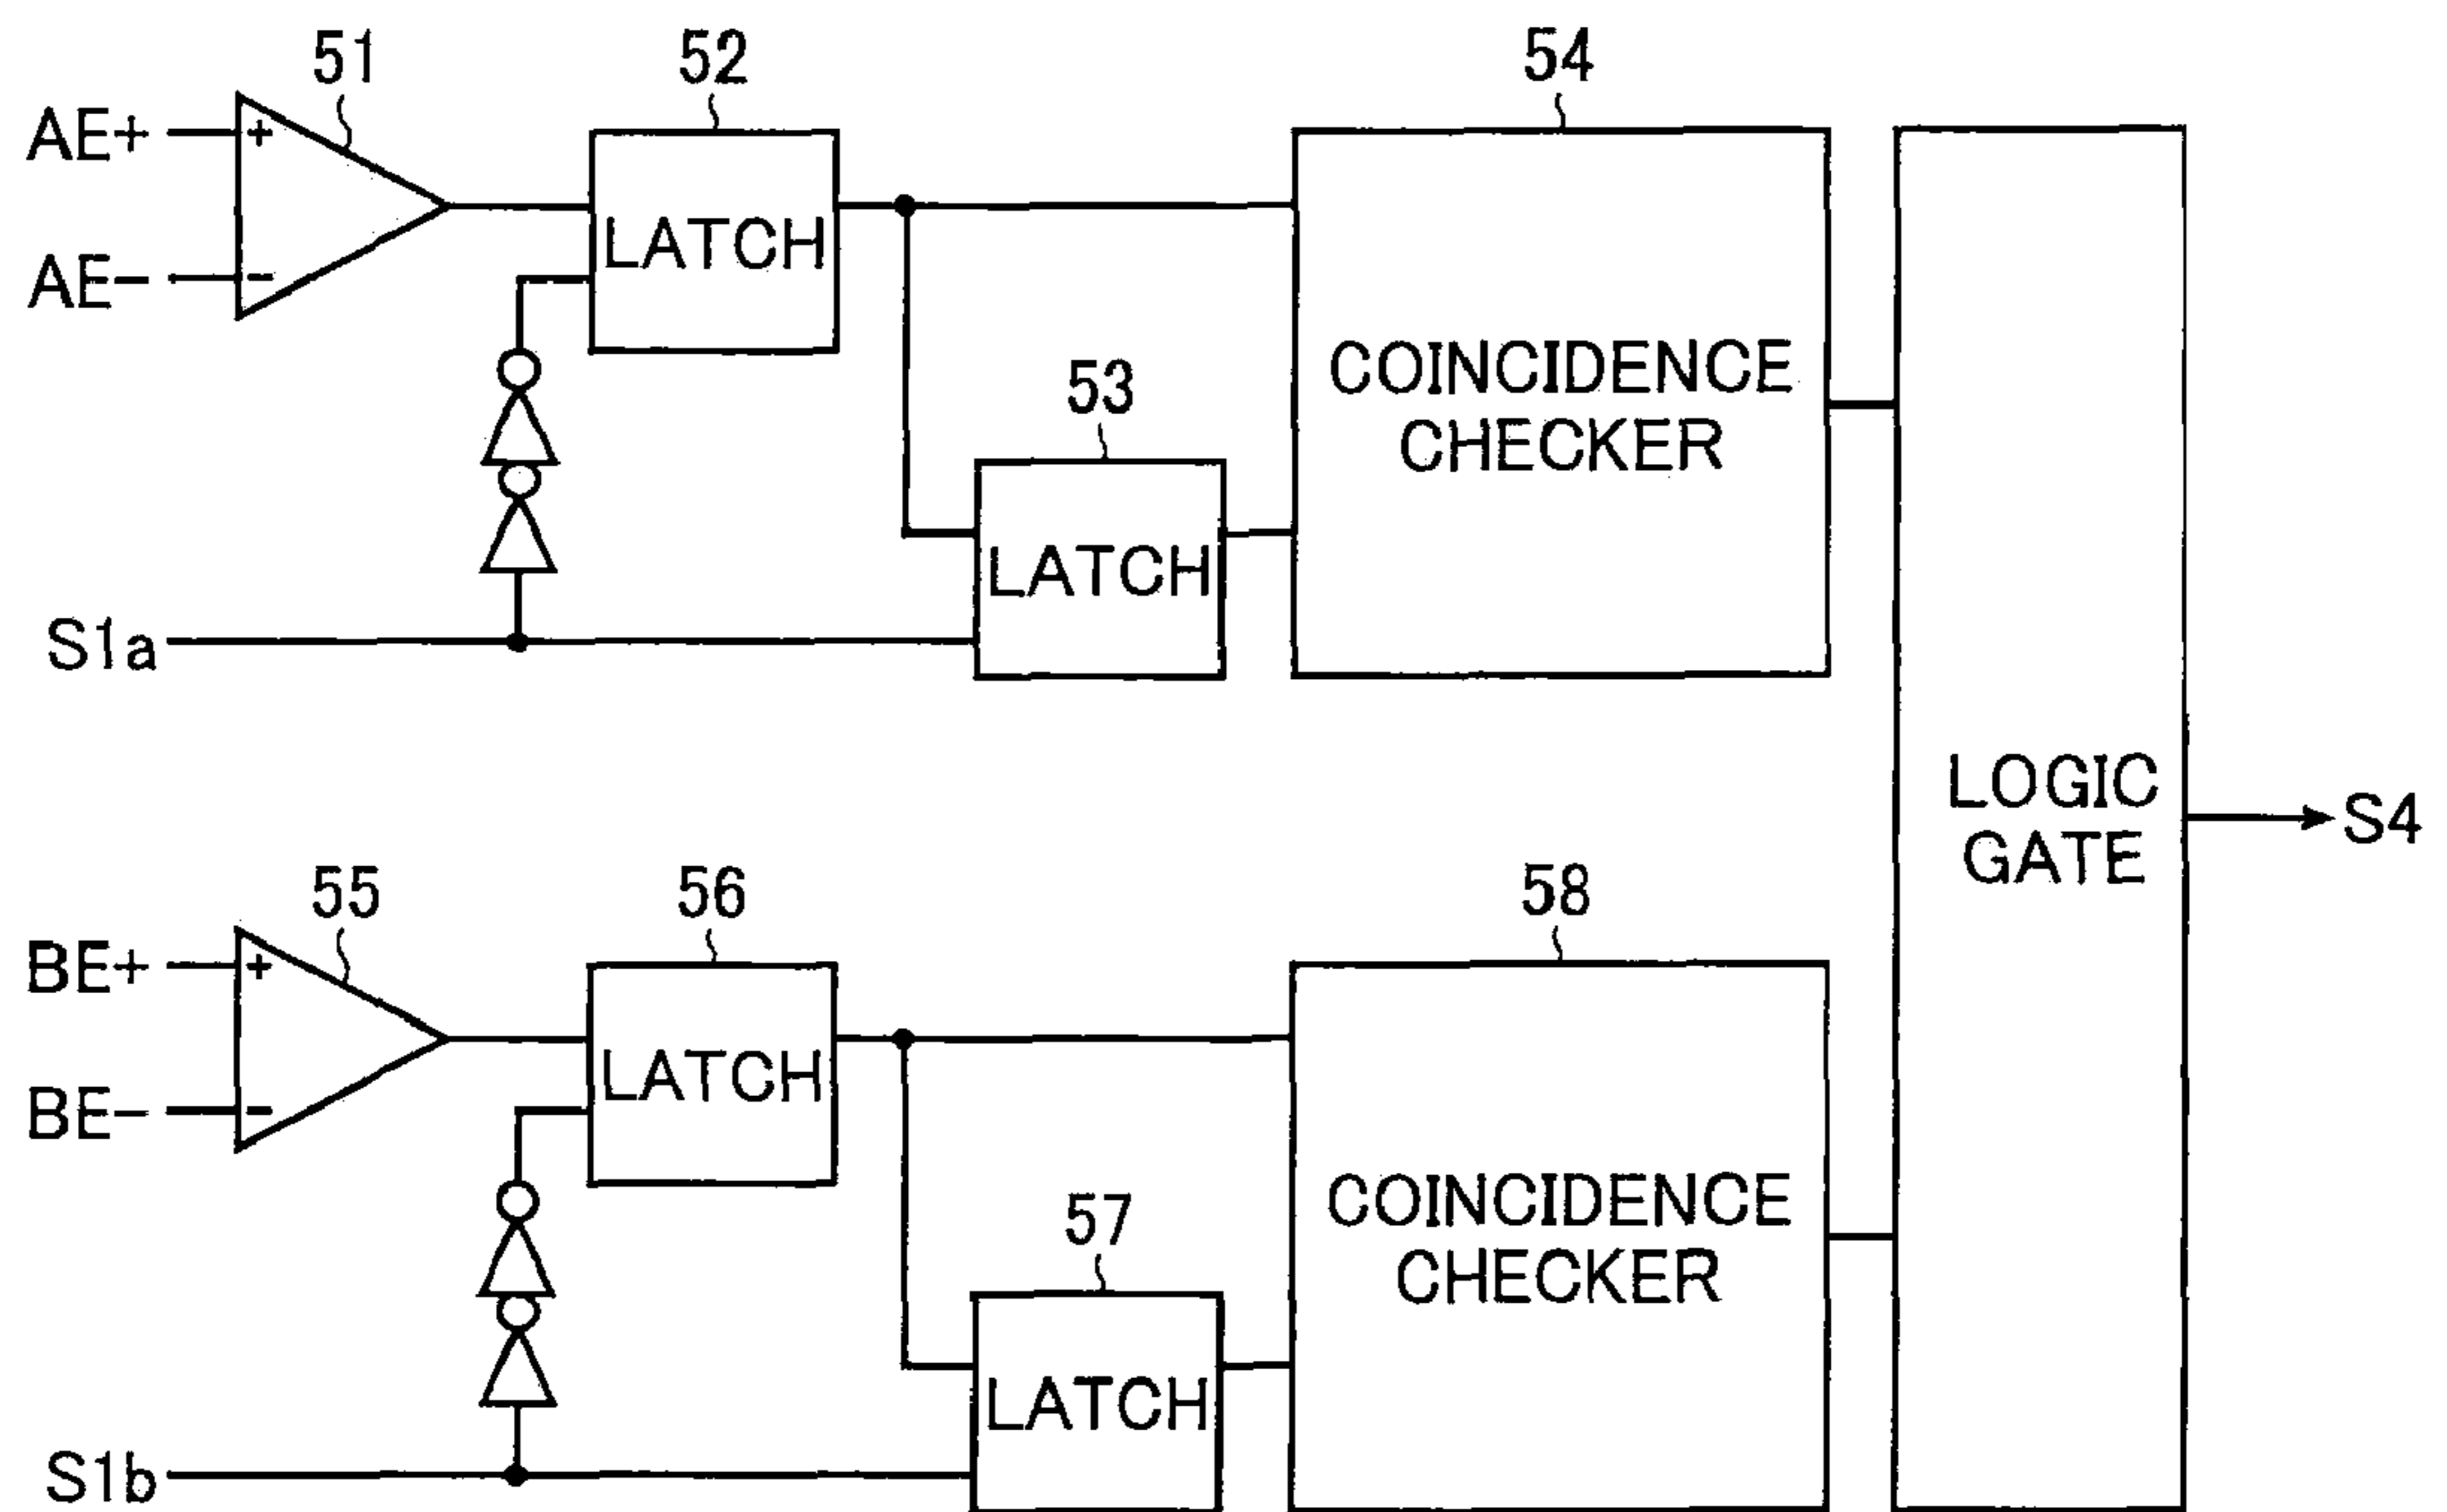 51
52
54
AE+
+
LATCH
AE-
-
53
COINCIDENCE
CHECKER
LATCH
S1a
LOGIC
GATE
S4
55
56
58
BE+
+
LATCH
BE-
-
57
COINCIDENCE
CHECKER
LATCH
S1b